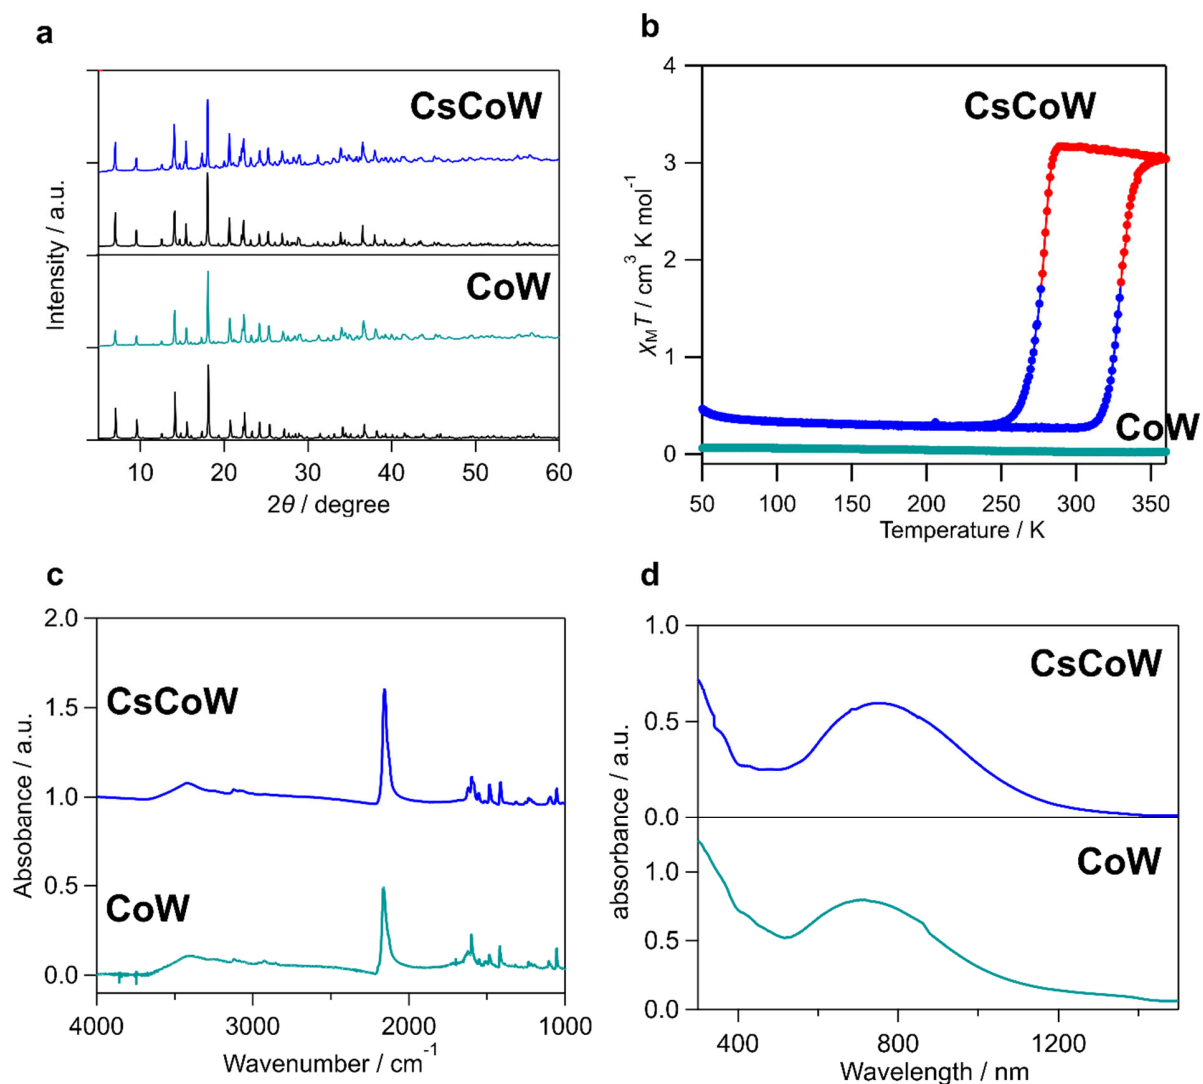 a
CsCoW
CoW
Intensity / a.u.
10 20 30 40 50 60
2θ / degree
b
4
3
2
1
0
χMT / cm3 K mol-1
CsCoW
CoW
50 100 150 200 250 300 350
Temperature / K
c
2.0
1.5
1.0
0.5
0.0
Absobance / a.u.
CsCoW
CoW
4000 3000 2000 1000
Wavenumber / cm-1
d
1.0
0.5
0.0
1.0
0.5
0.0
absorbance / a.u.
CsCoW
CoW
400 800 1200
Wavelength / nm